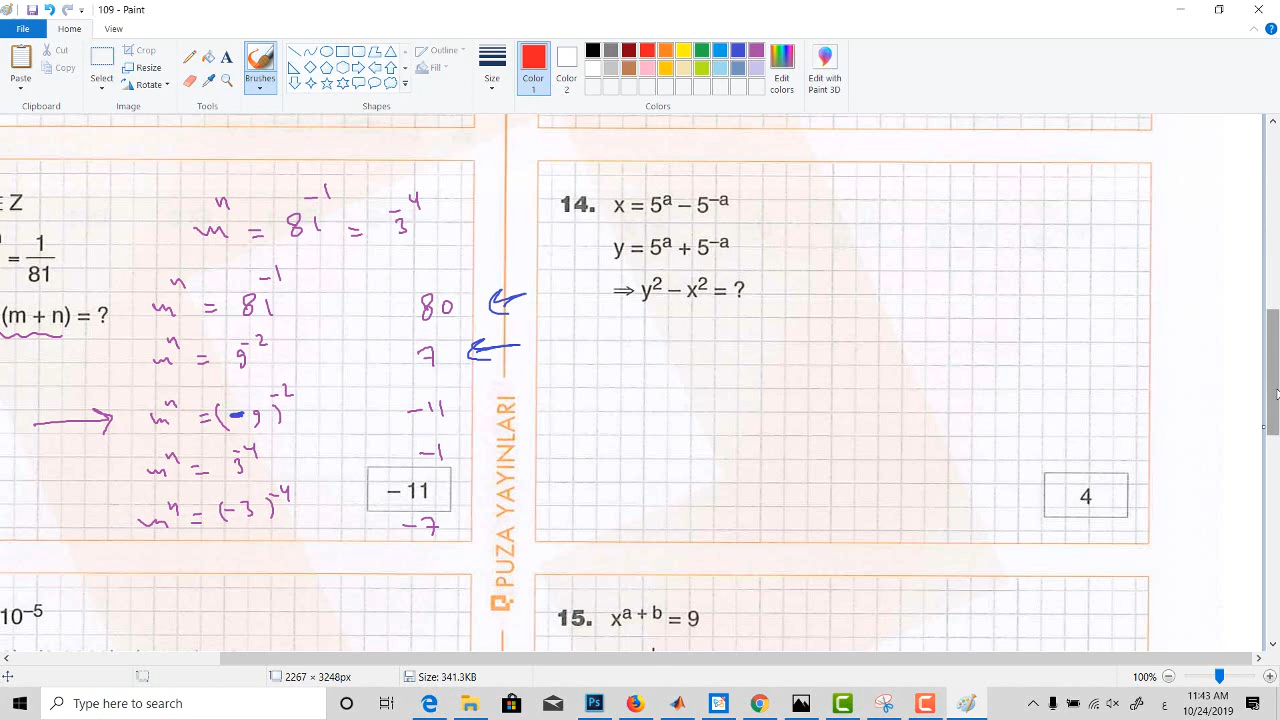 109 - Paint
File Home View
Paste
Cut
Copy
Clipboard
Select
Crop
Resize
Rotate
Image
Tools
Brushes
Outline
Fill
Shapes
Size
Color 1
Color 2
Colors
Edit colors
Edit with Paint 3D
E Z
= 1/81
(m + n) = ?
mⁿ = 81⁻¹ = 3⁻⁴
mⁿ = 81⁻¹ 80
mⁿ = 9⁻² 7
mⁿ = (-9)⁻² -11
mⁿ = 3⁻⁴ -1
– 11
mⁿ = (-3)⁻⁴ -7
10⁻⁵
PUZA YAYINLARI
14. x = 5ᵃ – 5⁻ᵃ
y = 5ᵃ + 5⁻ᵃ
⇒ y² – x² = ?
4
15. xᵃ ⁺ ᵇ = 9
2267 × 3248px
Size: 341.3KB
100%
Type here to search
11:43 AM
10/24/2019